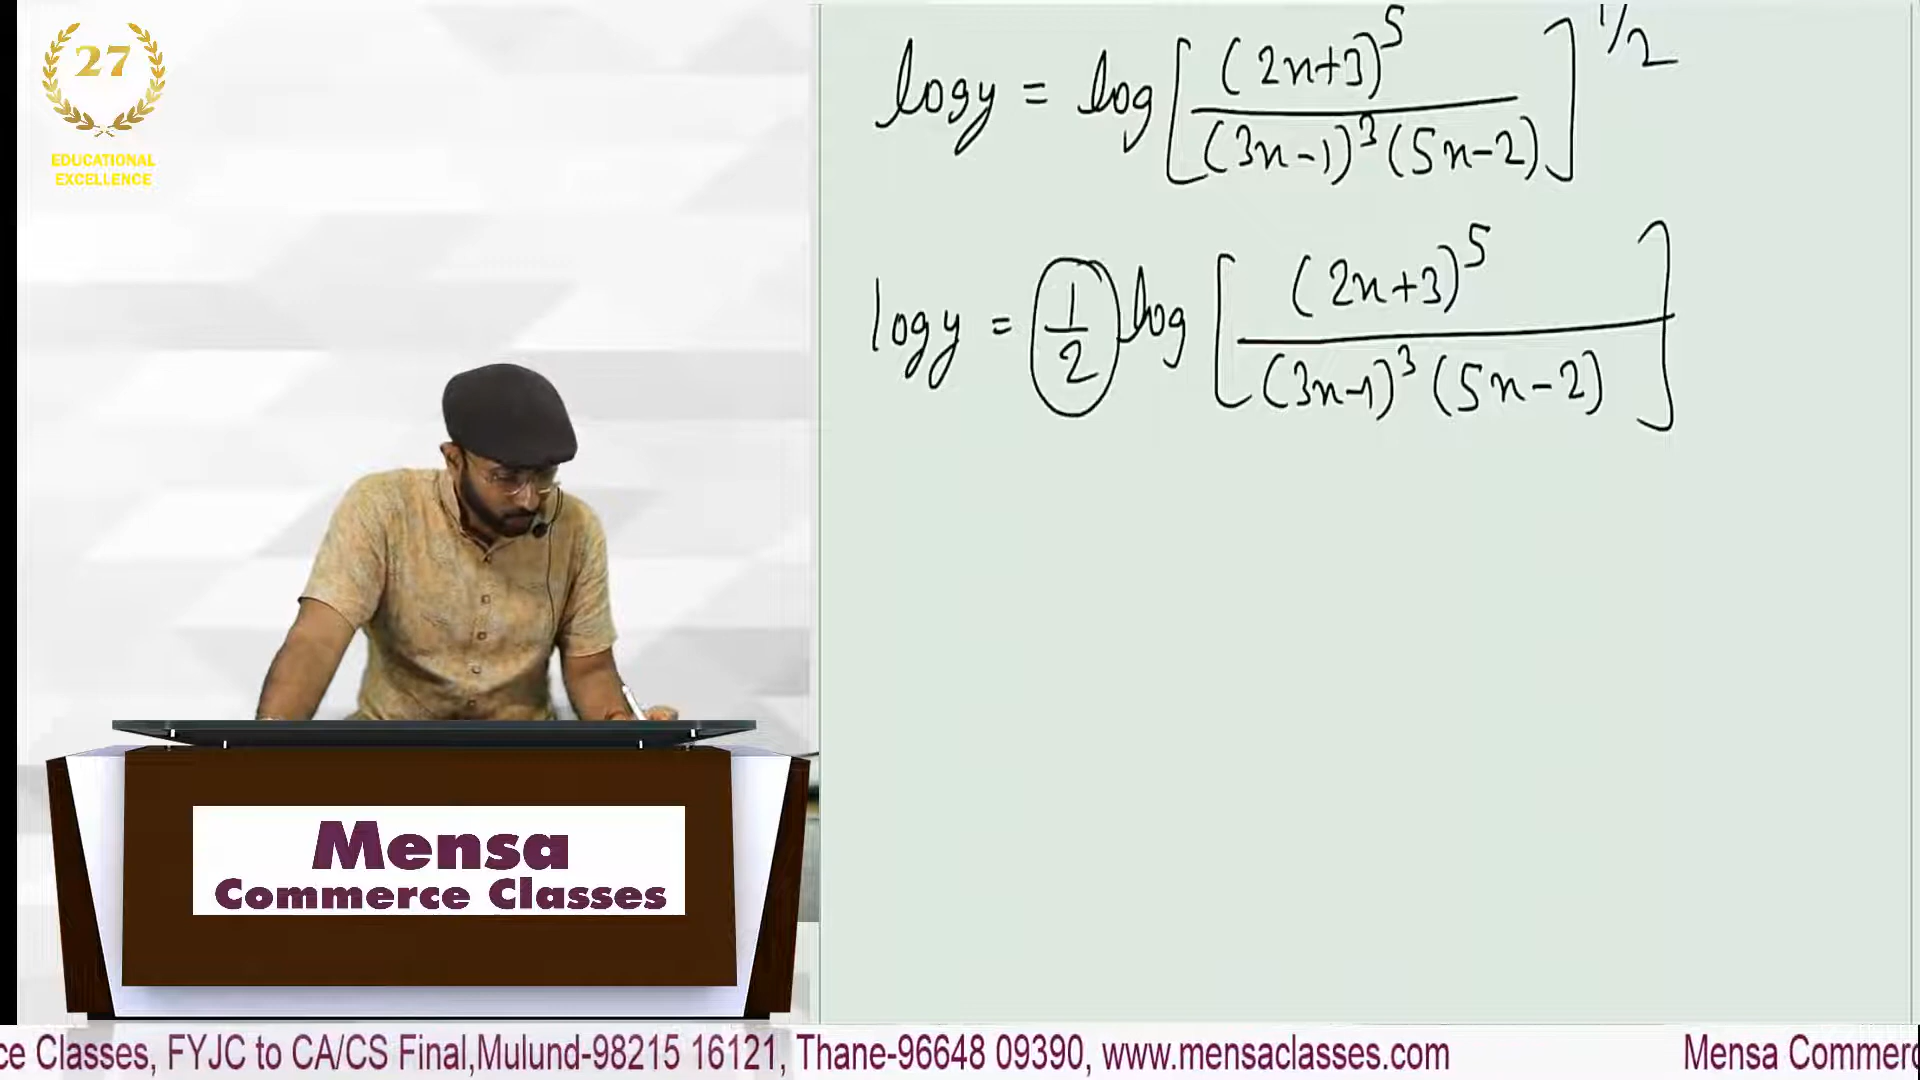 27
EDUCATIONAL
EXCELLENCE
log y = log [ (2x+3)^5 / (3x-1)^3 (5x-2) ]^1/2
log y = 1/2 log [ (2x+3)^5 / (3x-1)^3 (5x-2) ]
Mensa
Commerce Classes
ce Classes, FYJC to CA/CS Final,Mulund-98215 16121, Thane-96648 09390, www.mensaclasses.com Mensa Commerc